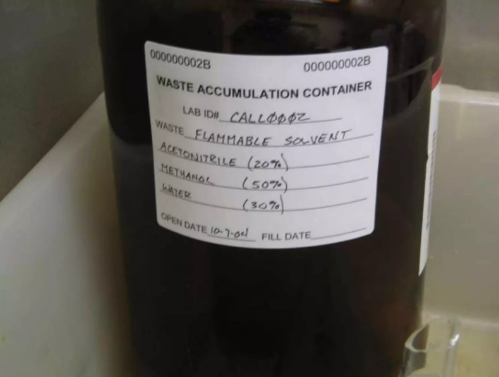 000000002B 000000002B
WASTE ACCUMULATION CONTAINER
LAB ID# CALL0002
WASTE FLAMMABLE SOLVENT
ACETONITRILE (20%)
METHANOL (50%)
WATER (30%)
OPEN DATE 10-7-04 FILL DATE